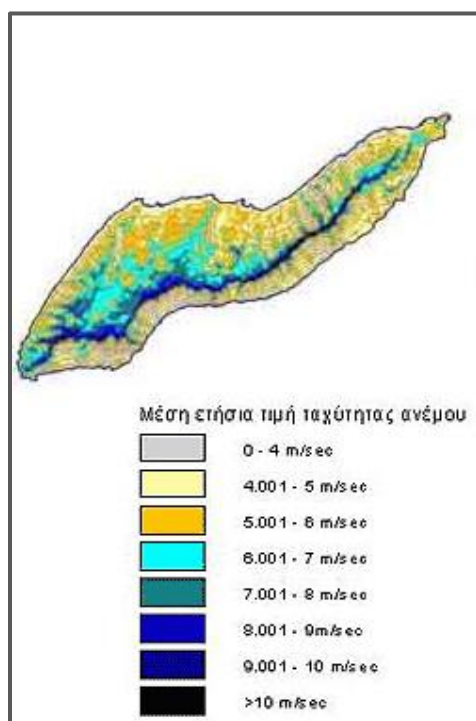 Μέση ετήσια τιμή ταχύτητας ανέμου
0 - 4 m/sec
4.001 - 5 m/sec
5.001 - 6 m/sec
6.001 - 7 m/sec
7.001 - 8 m/sec
8.001 - 9m/sec
9.001 - 10 m/sec
>10 m/sec